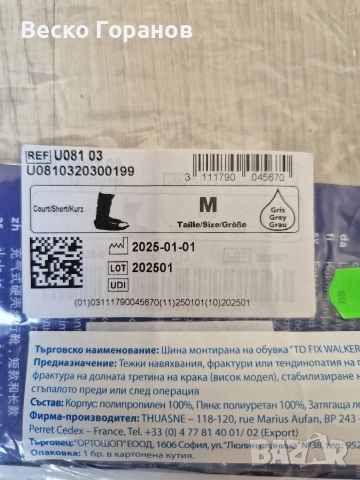 Веско Горанов
REF U081 03
U0810320300199
3 111790 045670
Court/Short/Kurz
M
Taille/Size/Größe
Gris
Grey
Grau
2025-01-01
LOT 202501
UDI
(01)03111790045670(11)250101(10)202501
Търговско наименование: Шина монтирана на обувка "TD FIX WALKER
Предназначение: Тежки навяхвания, фрактури или тендинопатия на
фрактура на долната третина на крака (висок модел), стабилизиране
стъпалото преди и след операция.
Състав: Корпус: полипропилен 100%, Пяна: полиуретан 100%, Затягаща
Производител: THUASNE – 118-120, rue Marius Aufan, BP 243 –
Perret Cedex – France. Tel. + 33 (0) 4 77 81 40 01/ 02 (Export)
Търговец: "ОРТОШОП" ЕООД, 1606 София, ул."Люлин планина" №38,
Опаковка: 1 бр. в картонена кутия.
BAZAR